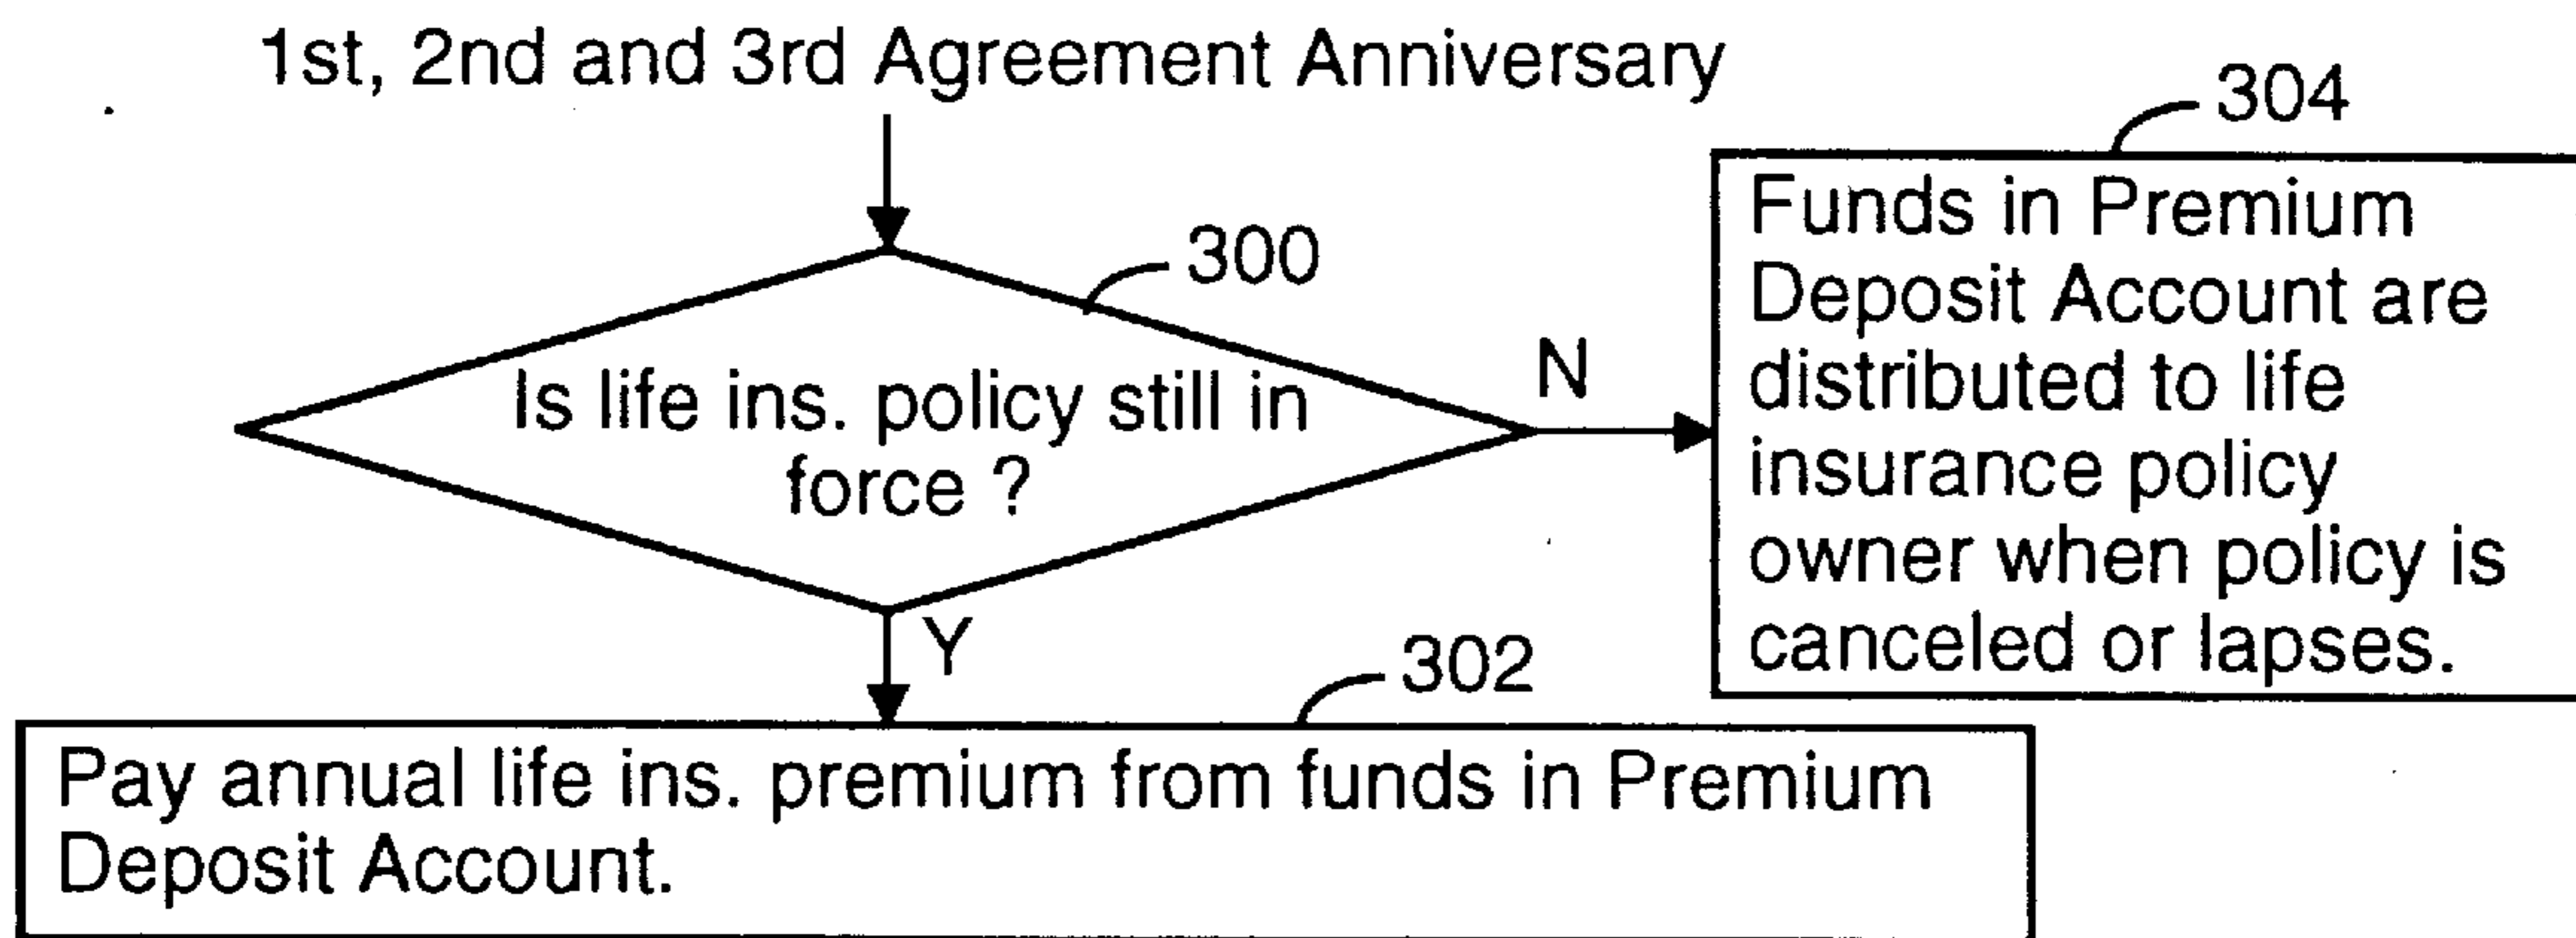 1st, 2nd and 3rd Agreement Anniversary
304
300
Is life ins. policy still in
force ?
N
Funds in Premium
Deposit Account are
distributed to life
insurance policy
owner when policy is
canceled or lapses.
Y
302
Pay annual life ins. premium from funds in Premium
Deposit Account.